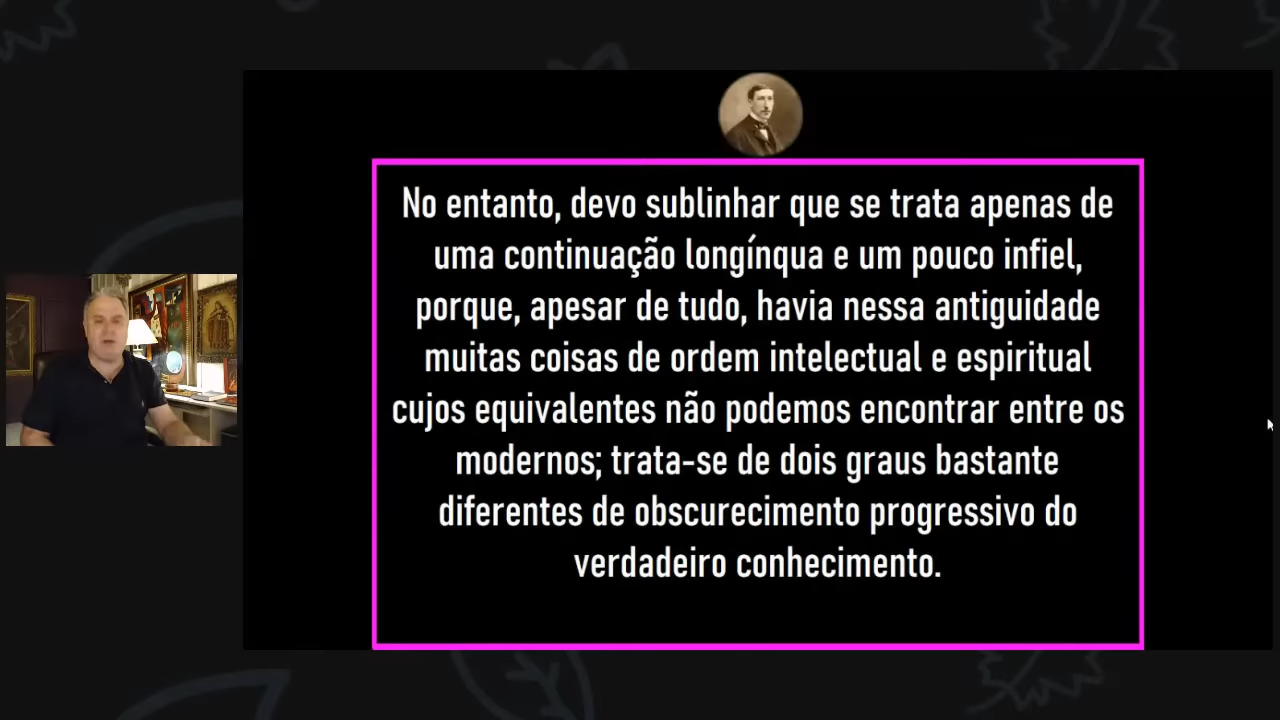 No entanto, devo sublinhar que se trata apenas de
uma continuação longínqua e um pouco infiel,
porque, apesar de tudo, havia nessa antiguidade
muitas coisas de ordem intelectual e espiritual
cujos equivalentes não podemos encontrar entre os
modernos; trata-se de dois graus bastante
diferentes de obscurecimento progressivo do
verdadeiro conhecimento.